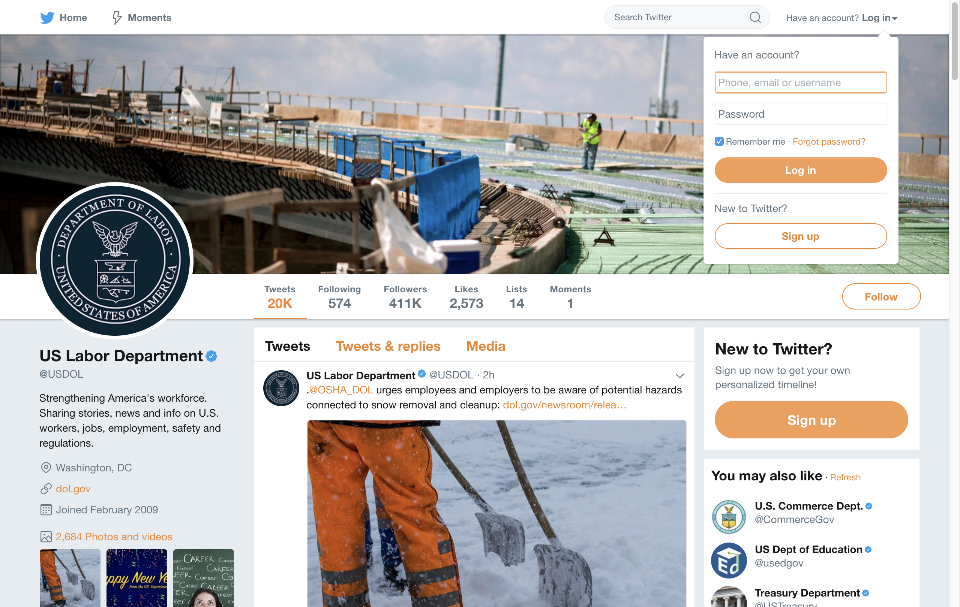 Home
Moments
Search Twitter
Have an account? Log in
Have an account?
Phone, email or username
Password
Remember me · Forgot password?
Log in
New to Twitter?
Sign up
DEPARTMENT OF LABOR
UNITED STATES OF AMERICA
Tweets
20K
Following
574
Followers
411K
Likes
2,573
Lists
14
Moments
1
Follow
US Labor Department
@USDOL
Strengthening America's workforce.
Sharing stories, news and info on U.S.
workers, jobs, employment, safety and
regulations.
Washington, DC
dol.gov
Joined February 2009
2,684 Photos and videos
ppy New Ye
CAREER
Tweets
Tweets & replies
Media
US Labor Department @USDOL · 2h
.@OSHA_DOL urges employees and employers to be aware of potential hazards
connected to snow removal and cleanup: dol.gov/newsroom/relea…
New to Twitter?
Sign up now to get your own
personalized timeline!
Sign up
You may also like · Refresh
U.S. Commerce Dept.
@CommerceGov
US Dept of Education
@usedgov
Treasury Department
@USTreasury